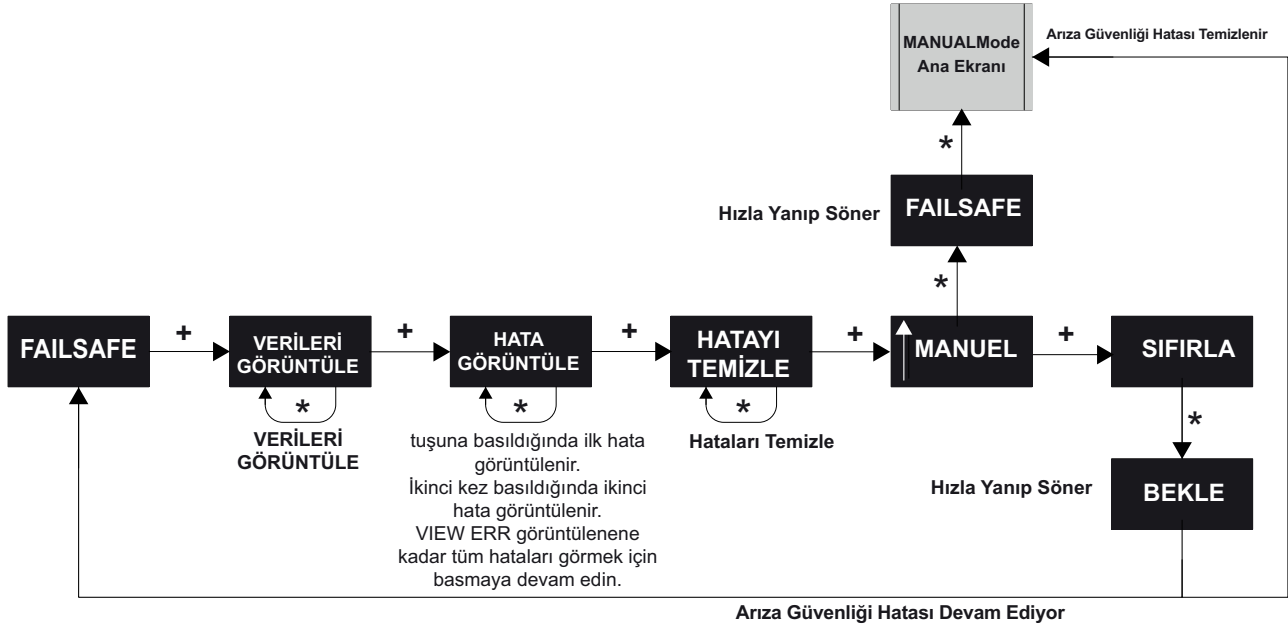 MANUALMode
Ana Ekranı
Arıza Güvenliği Hatası Temizlenir
*
Hızla Yanıp Söner
FAILSAFE
*
FAILSAFE
+
VERİLERİ
GÖRÜNTÜLE
+
HATA
GÖRÜNTÜLE
+
HATAYI
TEMİZLE
+
MANUEL
+
SIFIRLA
*
*
*
*
VERİLERİ
GÖRÜNTÜLE
tuşuna basıldığında ilk hata
görüntülenir.
İkinci kez basıldığında ikinci
hata görüntülenir.
VIEW ERR görüntülenene
kadar tüm hataları görmek için
basmaya devam edin.
Hataları Temizle
Hızla Yanıp Söner
BEKLE
Arıza Güvenliği Hatası Devam Ediyor